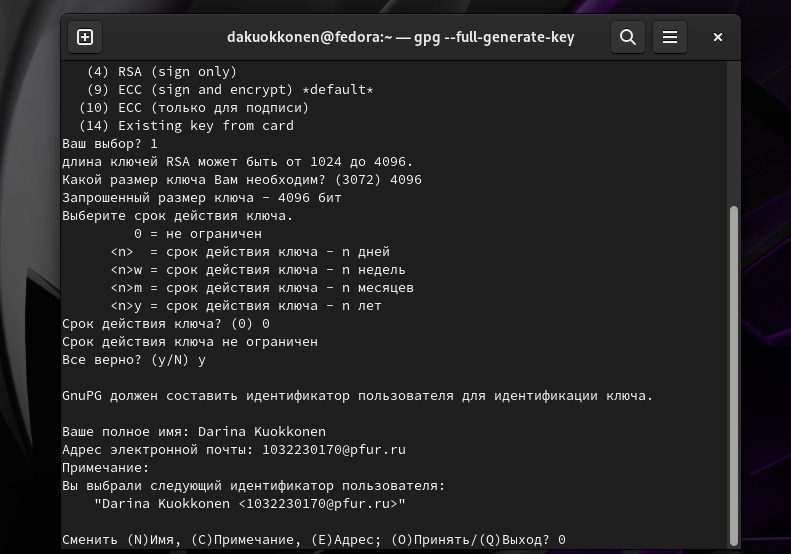 dakuokkonen@fedora:~ — gpg --full-generate-key
(4) RSA (sign only)
(9) ECC (sign and encrypt) *default*
(10) ECC (только для подписи)
(14) Existing key from card
Ваш выбор? 1
длина ключей RSA может быть от 1024 до 4096.
Какой размер ключа Вам необходим? (3072) 4096
Запрошенный размер ключа - 4096 бит
Выберите срок действия ключа.
0 = не ограничен
<n>  = срок действия ключа - n дней
<n>w = срок действия ключа - n недель
<n>m = срок действия ключа - n месяцев
<n>y = срок действия ключа - n лет
Срок действия ключа? (0) 0
Срок действия ключа не ограничен
Все верно? (y/N) y
GnuPG должен составить идентификатор пользователя для идентификации ключа.
Ваше полное имя: Darina Kuokkonen
Адрес электронной почты: 1032230170@pfur.ru
Примечание:
Вы выбрали следующий идентификатор пользователя:
"Darina Kuokkonen <1032230170@pfur.ru>"
Сменить (N)Имя, (C)Примечание, (E)Адрес; (O)Принять/(Q)Выход? 0